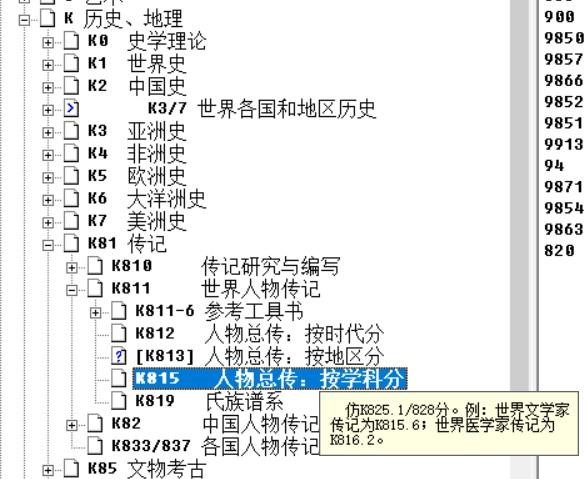 K 历史、地理
K0 史学理论
K1 世界史
K2 中国史
K3/7 世界各国和地区历史
K3 亚洲史
K4 非洲史
K5 欧洲史
K6 大洋洲史
K7 美洲史
K81 传记
K810 传记研究与编写
K811 世界人物传记
K811-6 参考工具书
K812 人物总传：按时代分
[K813] 人物总传：按地区分
K815 人物总传：按学科分
K819 氏族谱系
K82 中国人物传记
K833/837 各国人物传记
K85 文物考古
仿K825.1/828分。例：世界文学家
传记为K815.6；世界医学家传记为
K816.2。
900
9850
9857
9866
9852
9851
9913
94
9871
9854
9863
820